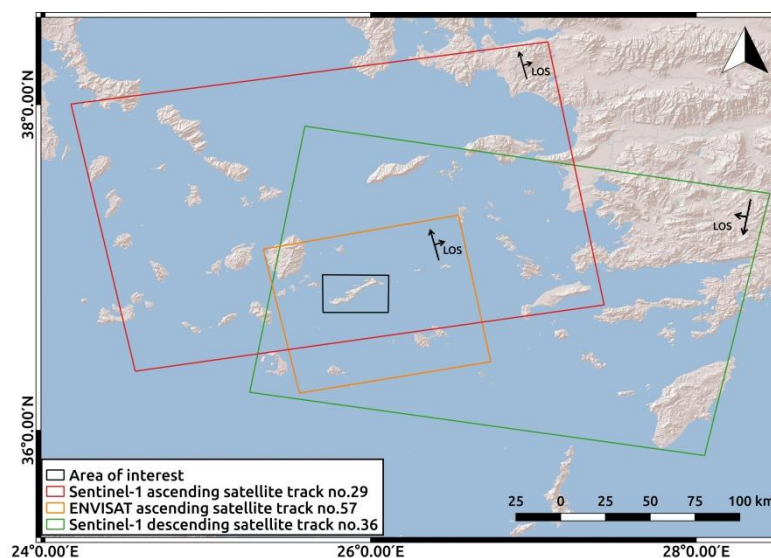 38°0.00'N
36°0.00'N
LOS
LOS
LOS
Area of interest
Sentinel-1 ascending satellite track no.29
ENVISAT ascending satellite track no.57
Sentinel-1 descending satellite track no.36
25 0 25 50 75 100 km
24°0.00'E 26°0.00'E 28°0.00'E